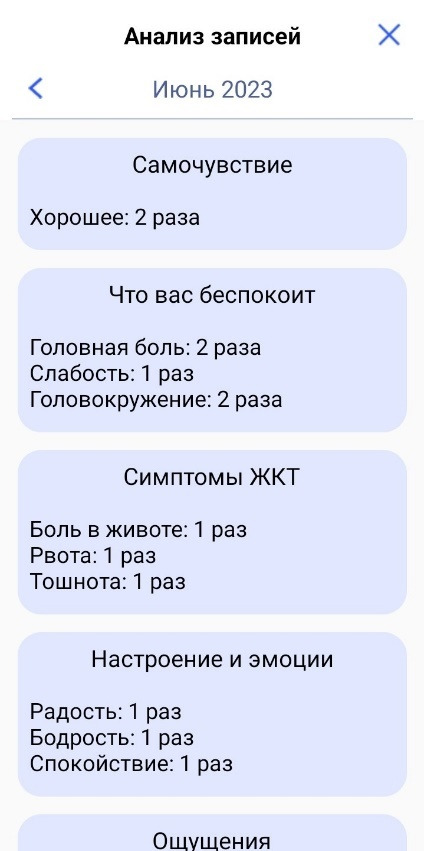 Анализ записей
Июнь 2023
Самочувствие
Хорошее: 2 раза
Что вас беспокоит
Головная боль: 2 раза
Слабость: 1 раз
Головокружение: 2 раза
Симптомы ЖКТ
Боль в животе: 1 раз
Рвота: 1 раз
Тошнота: 1 раз
Настроение и эмоции
Радость: 1 раз
Бодрость: 1 раз
Спокойствие: 1 раз
Ощущения